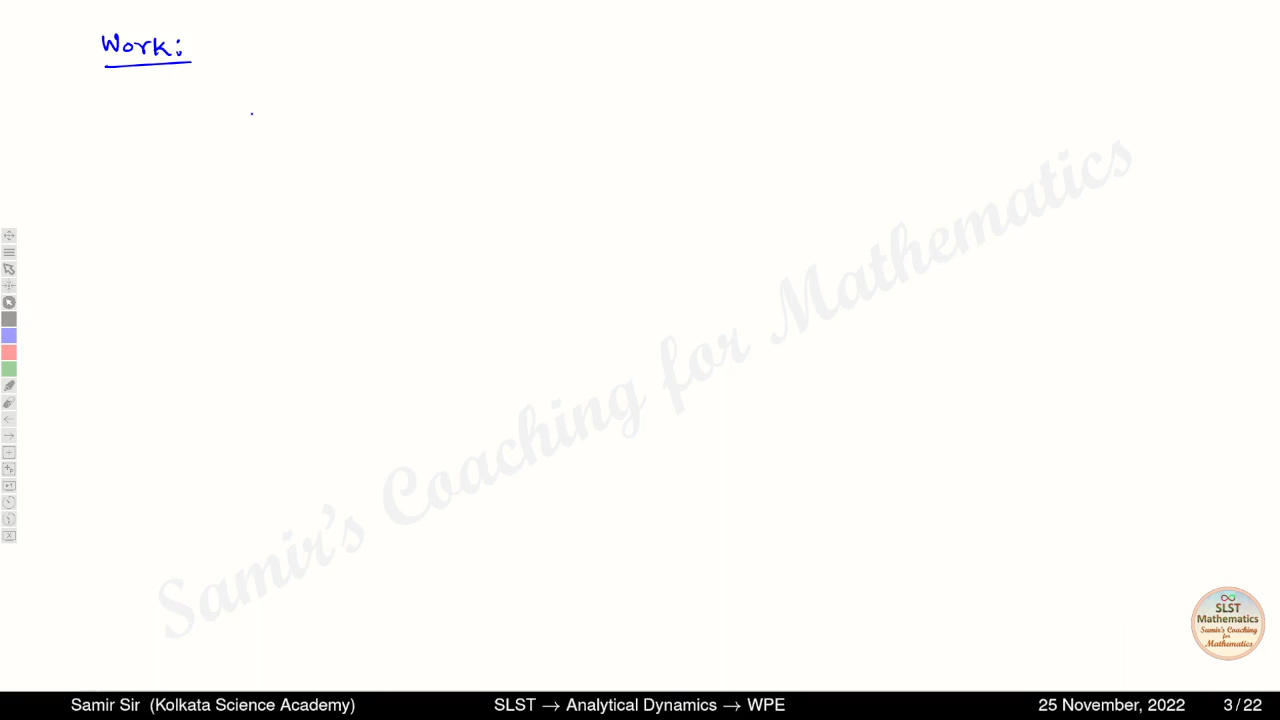 Work:
Samir's Coaching for Mathematics
SLST
Mathematics
Samir's Coaching
for
Mathematics
Samir Sir (Kolkata Science Academy) SLST → Analytical Dynamics → WPE 25 November, 2022 3 / 22